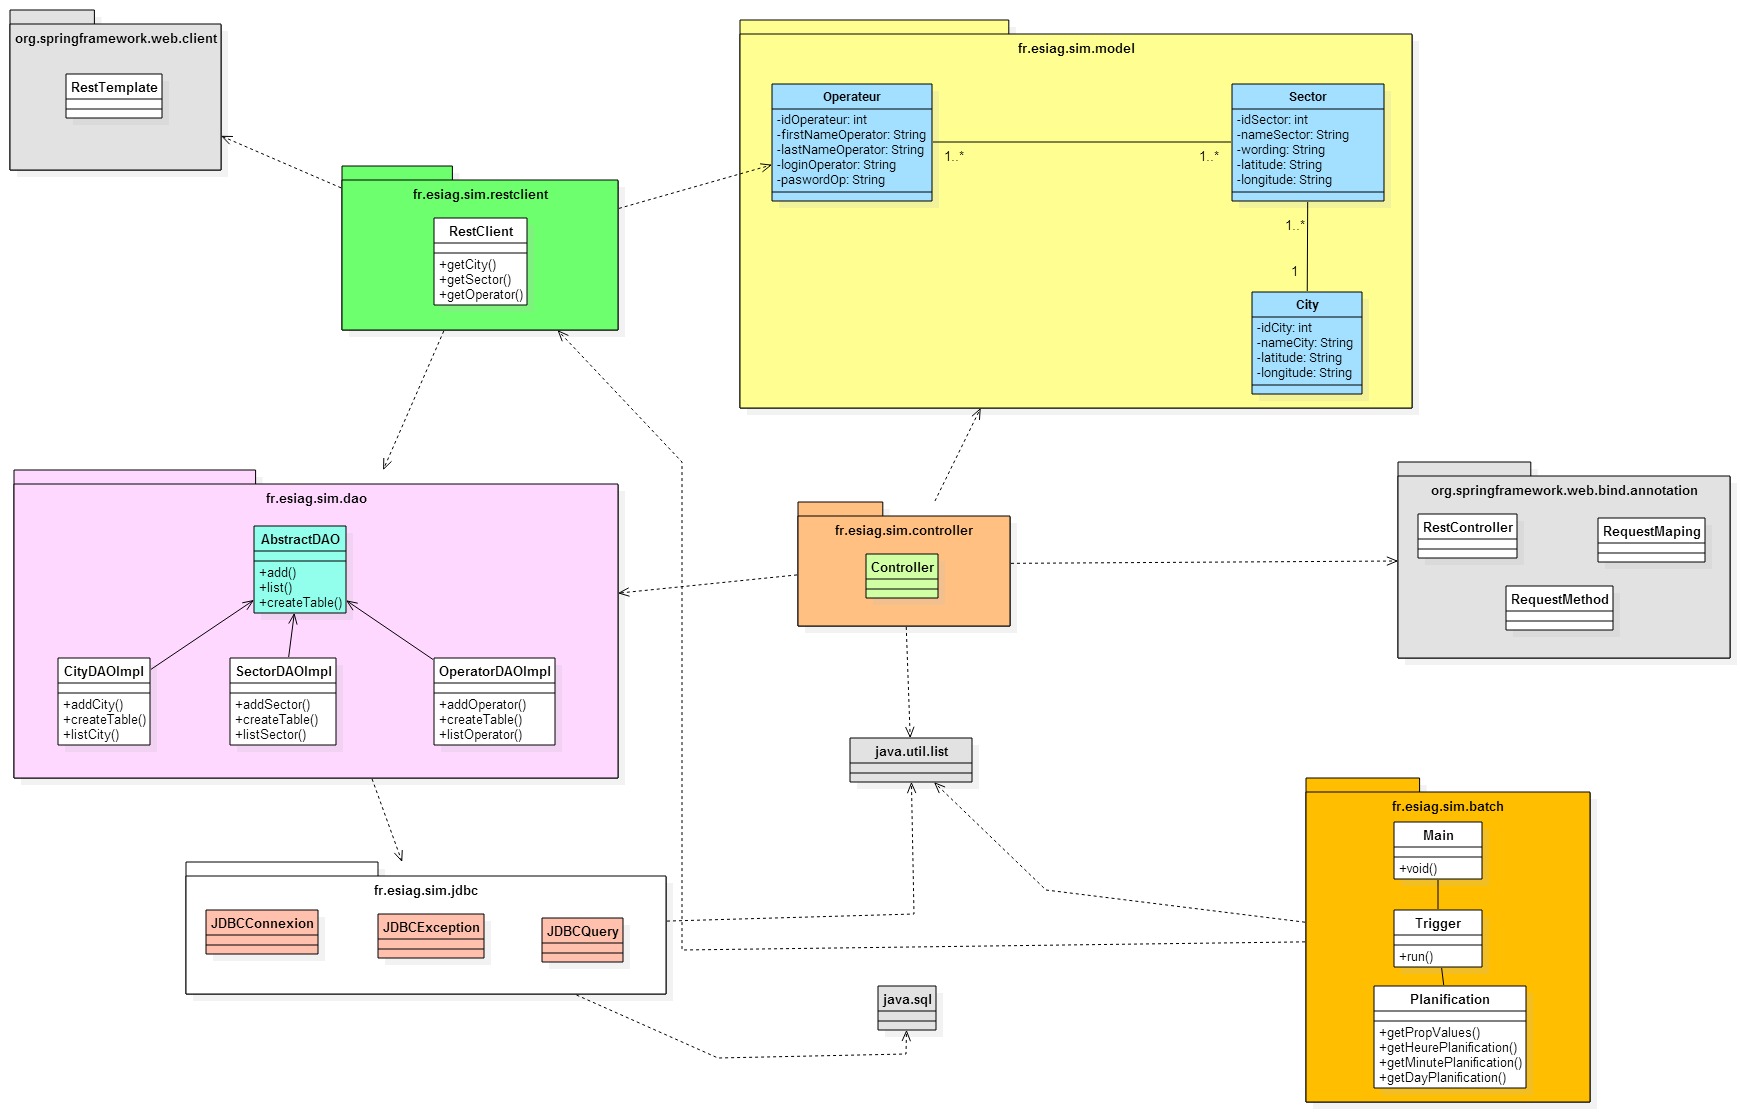 org.springframework.web.client
RestTemplate
fr.esiag.sim.model
Operateur
-idOperateur: int
-firstNameOperator: String
-lastNameOperator: String
-loginOperator: String
-paswordOp: String
1..*
1..*
Sector
-idSector: int
-nameSector: String
-wording: String
-latitude: String
-longitude: String
1..*
1
City
-idCity: int
-nameCity: String
-latitude: String
-longitude: String
fr.esiag.sim.restclient
RestClient
+getCity()
+getSector()
+getOperator()
fr.esiag.sim.dao
AbstractDAO
+add()
+list()
+createTable()
CityDAOImpl
+addCity()
+createTable()
+listCity()
SectorDAOImpl
+addSector()
+createTable()
+listSector()
OperatorDAOImpl
+addOperator()
+createTable()
+listOperator()
fr.esiag.sim.controller
Controller
org.springframework.web.bind.annotation
RestController
RequestMaping
RequestMethod
java.util.list
fr.esiag.sim.jdbc
JDBCConnexion
JDBCException
JDBCQuery
java.sql
fr.esiag.sim.batch
Main
+void()
Trigger
+run()
Planification
+getPropValues()
+getHeurePlanification()
+getMinutePlanification()
+getDayPlanification()